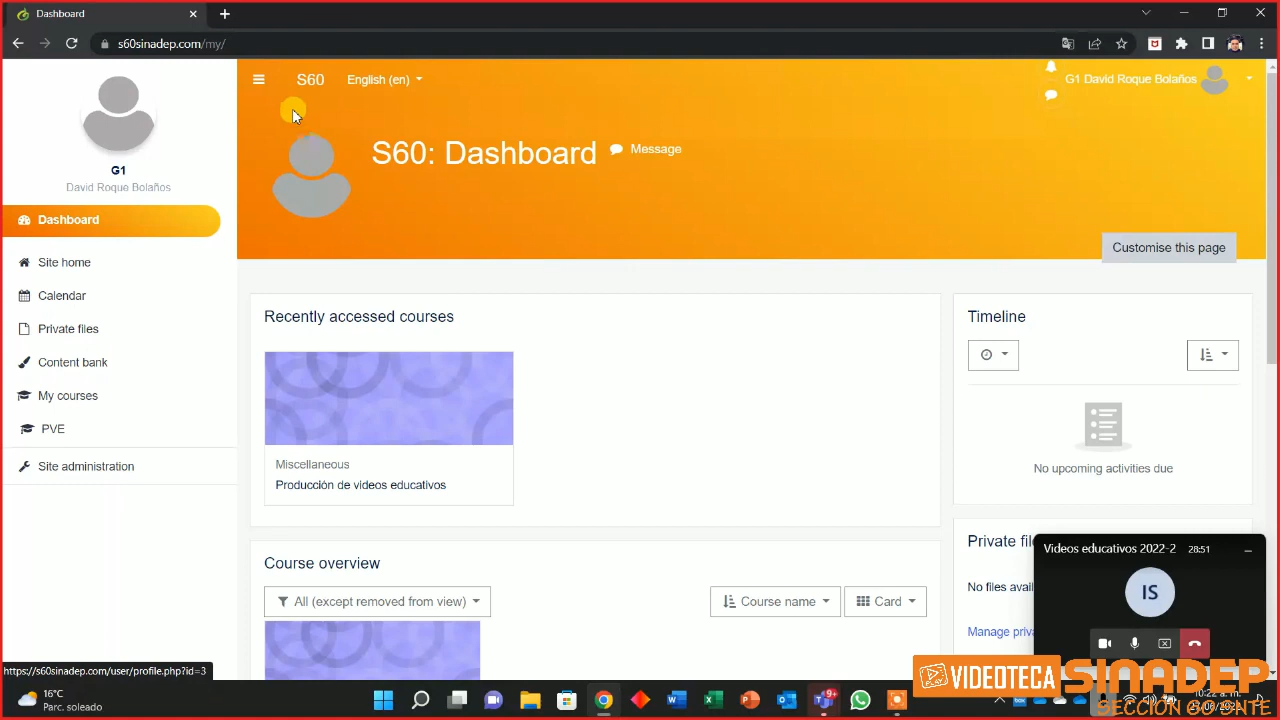 Dashboard
s60sinadep.com/my/
G1
David Roque Bolaños
Dashboard
Site home
Calendar
Private files
Content bank
My courses
PVE
Site administration
S60
English (en)
G1 David Roque Bolaños
S60: Dashboard
Message
Customise this page
Recently accessed courses
Miscellaneous
Producción de videos educativos
Timeline
No upcoming activities due
Course overview
All (except removed from view)
Course name
Card
Private
No files
Manage
Videos educativos 2022-2 28:51
IS
https://s60sinadep.com/user/profile.php?id=3
VIDEOTECA SINADEP
SECCIÓN 60 SNTE
16°C
Parc. soleado
9+
10:22 a. m.